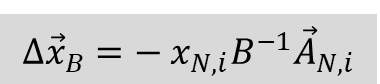 Δx⃗_B = − x_{N,i} B^{−1} A⃗_{N,i}